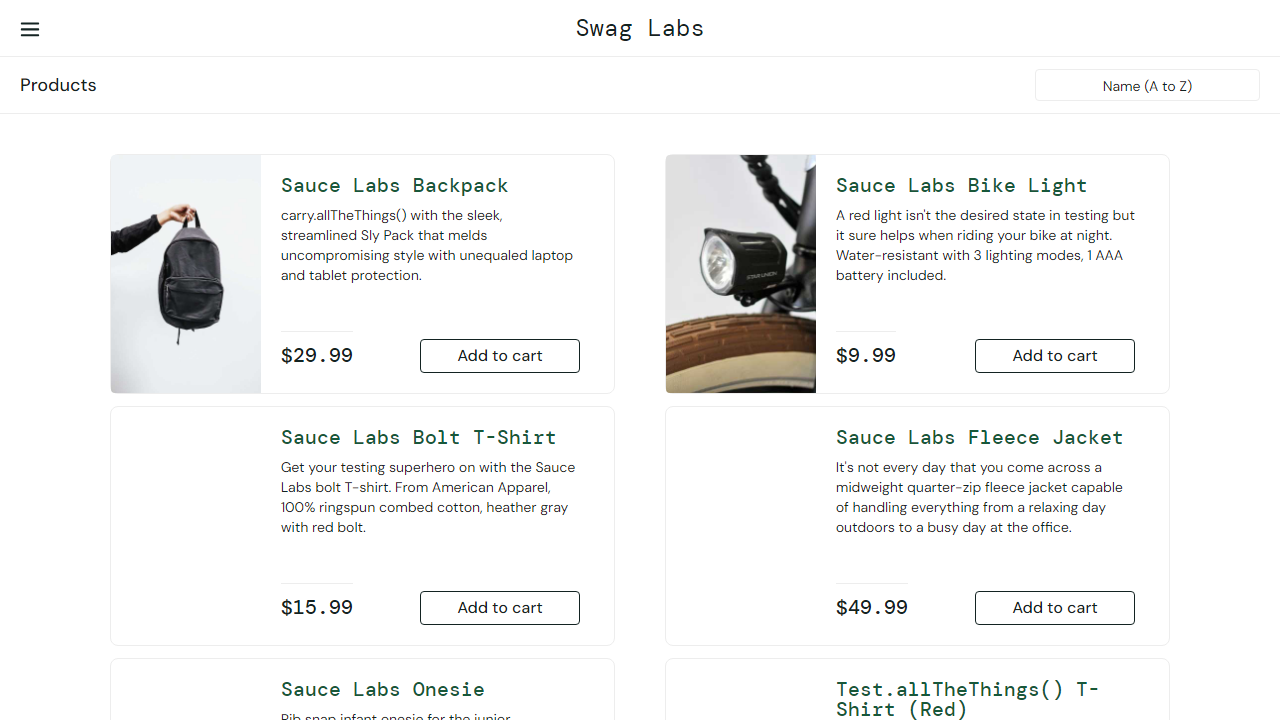 Swag Labs
Products
Name (A to Z)
Sauce Labs Backpack
carry.allTheThings() with the sleek,
streamlined Sly Pack that melds
uncompromising style with unequaled laptop
and tablet protection.
$29.99
Add to cart
Sauce Labs Bike Light
A red light isn't the desired state in testing but
it sure helps when riding your bike at night.
Water-resistant with 3 lighting modes, 1 AAA
battery included.
$9.99
Add to cart
Sauce Labs Bolt T-Shirt
Get your testing superhero on with the Sauce
Labs bolt T-shirt. From American Apparel,
100% ringspun combed cotton, heather gray
with red bolt.
$15.99
Add to cart
Sauce Labs Fleece Jacket
It's not every day that you come across a
midweight quarter-zip fleece jacket capable
of handling everything from a relaxing day
outdoors to a busy day at the office.
$49.99
Add to cart
Sauce Labs Onesie
Rib snap infant onesie for the junior
Test.allTheThings() T-
Shirt (Red)